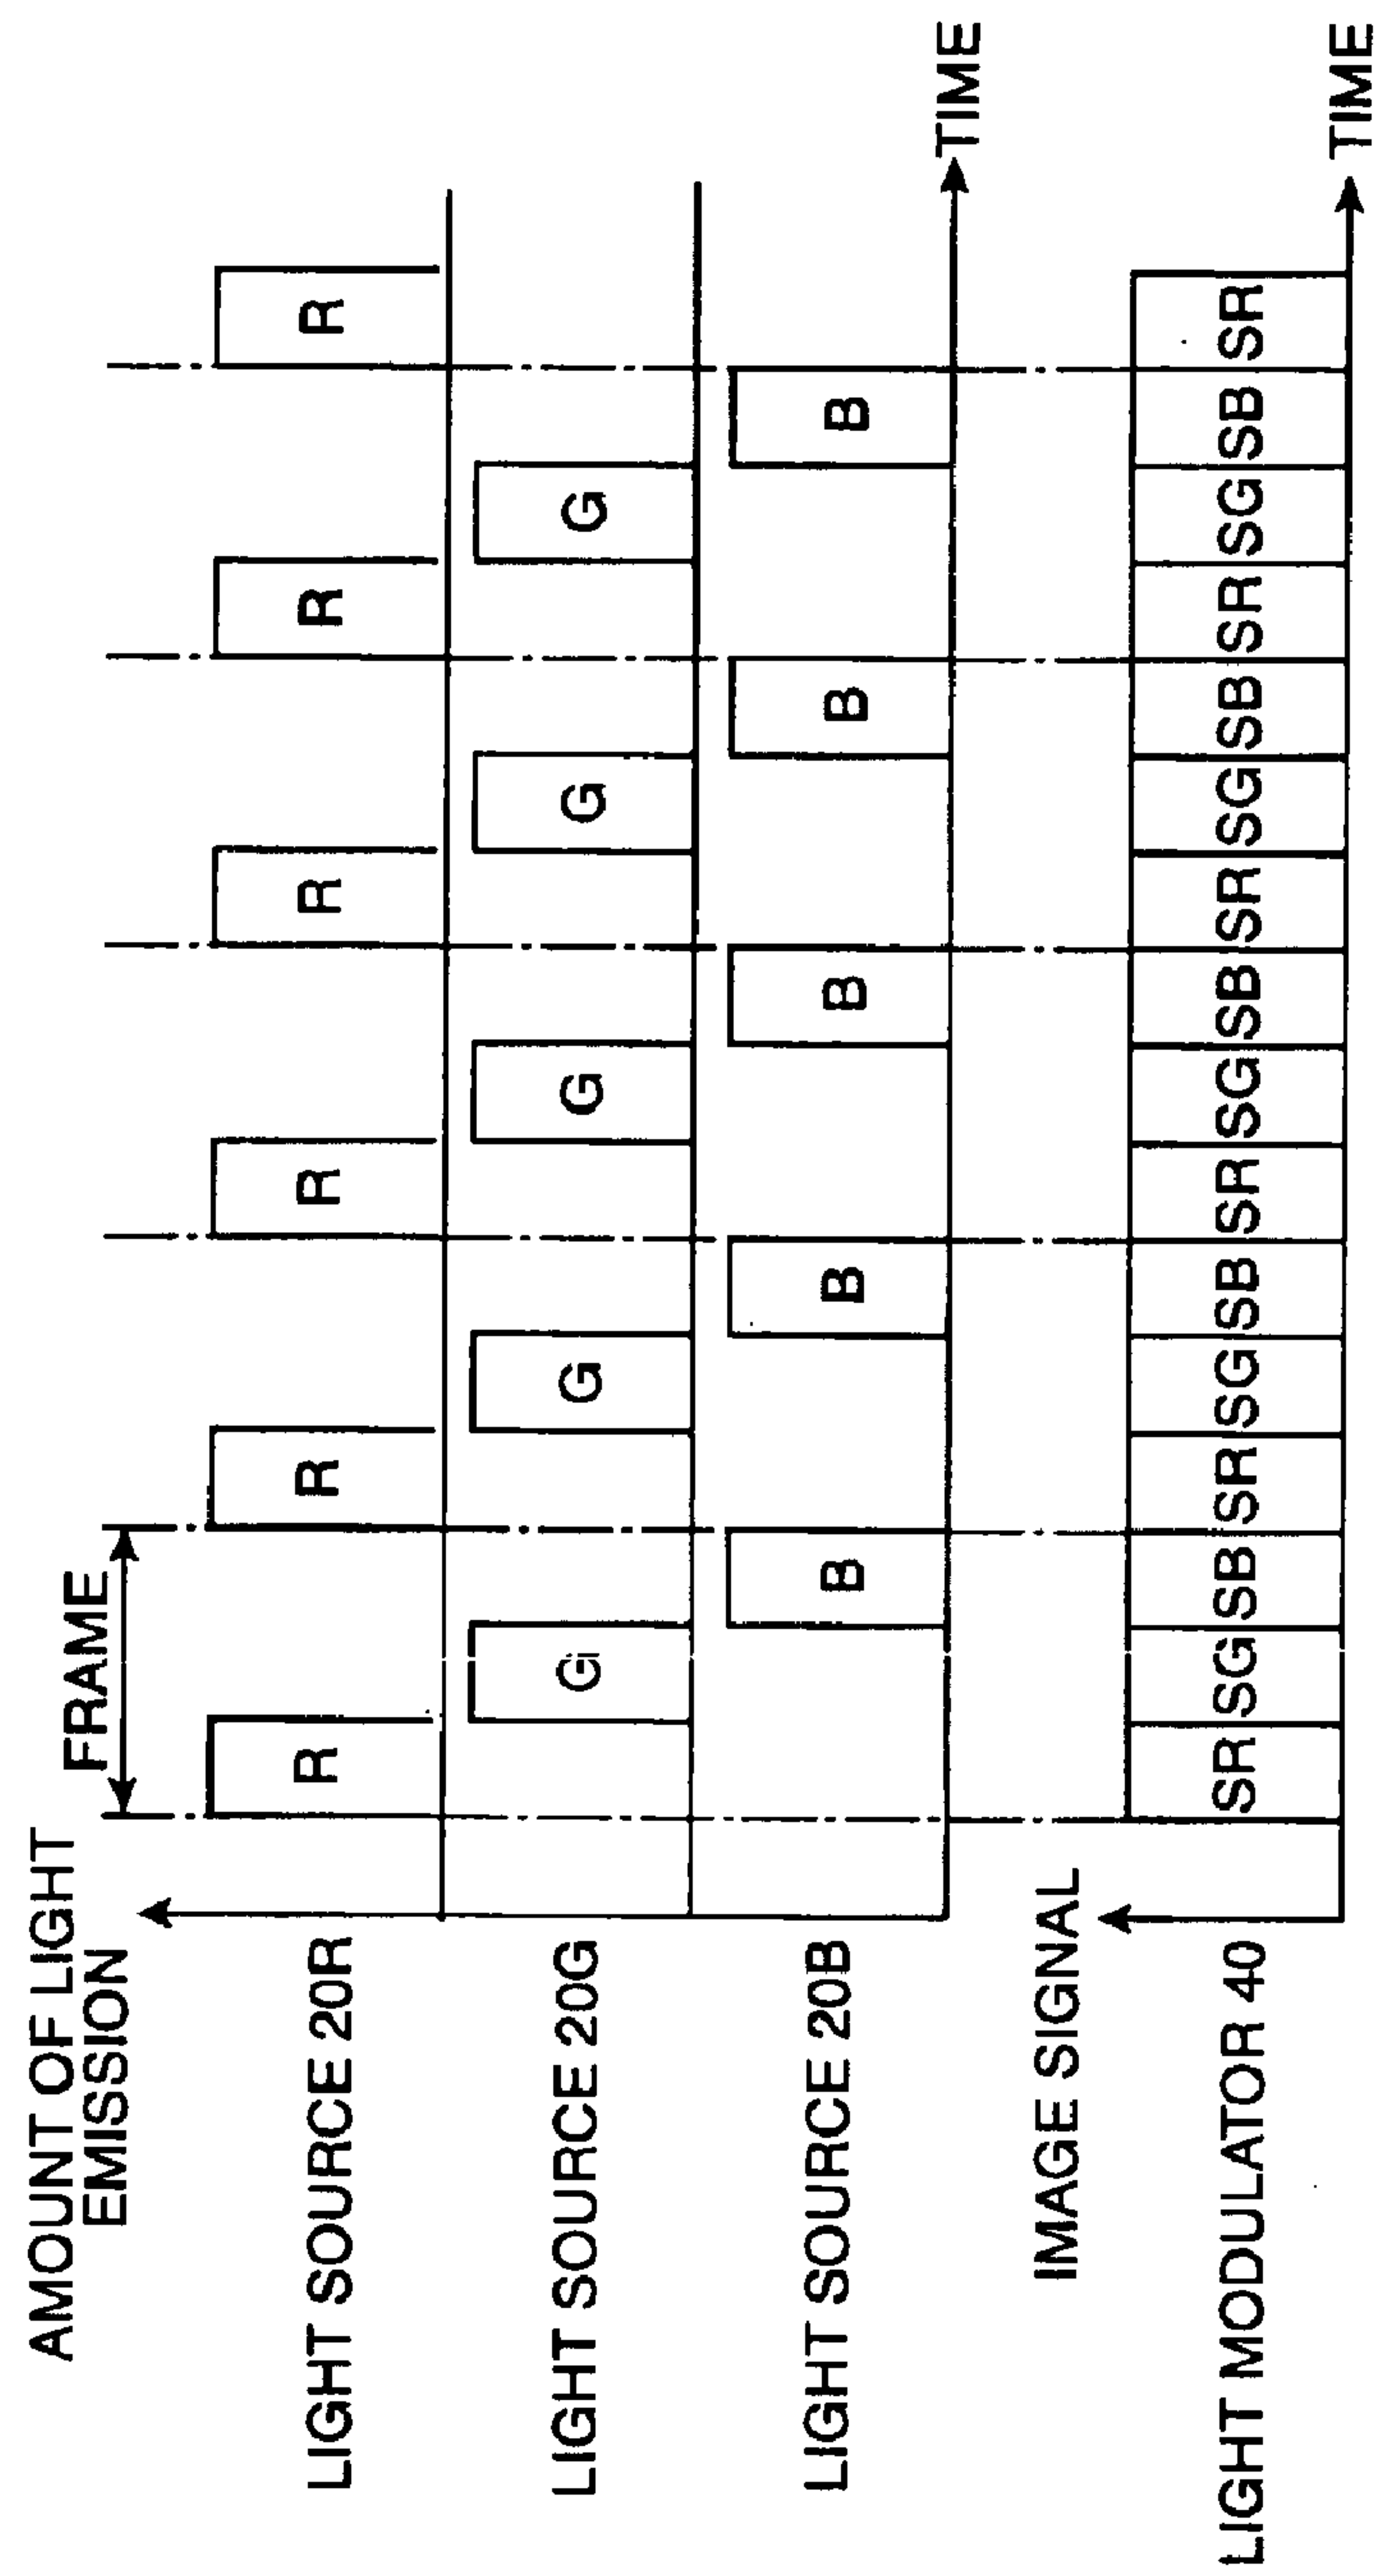 AMOUNT OF LIGHT
EMISSION
FRAME
LIGHT SOURCE 20R
R R R R R R
LIGHT SOURCE 20G
G G G G G
LIGHT SOURCE 20B
B B B B B
TIME
IMAGE SIGNAL
LIGHT MODULATOR 40
SR SG SB SR SG SB SR SG SB SR SG SB SR SG SB SR
TIME